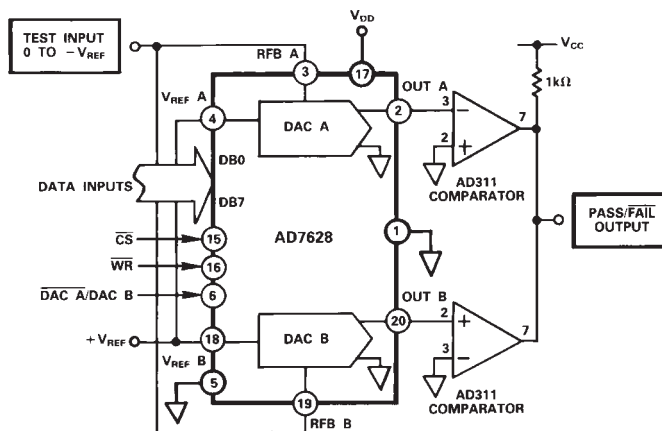 TEST INPUT
0 TO – VREF
VDD
VCC
RFB A
3
17
1kΩ
OUT A
VREF A
4
DAC A
2
3
–
2
+
7
AD311
COMPARATOR
DB0
DATA INPUTS
DB7
PASS/FAIL
OUTPUT
CS
15
AD7628
1
WR
16
DAC A/DAC B
6
OUT B
+ VREF
18
DAC B
20
2
+
3
–
7
VREF B
5
19
RFB B
AD311
COMPARATOR